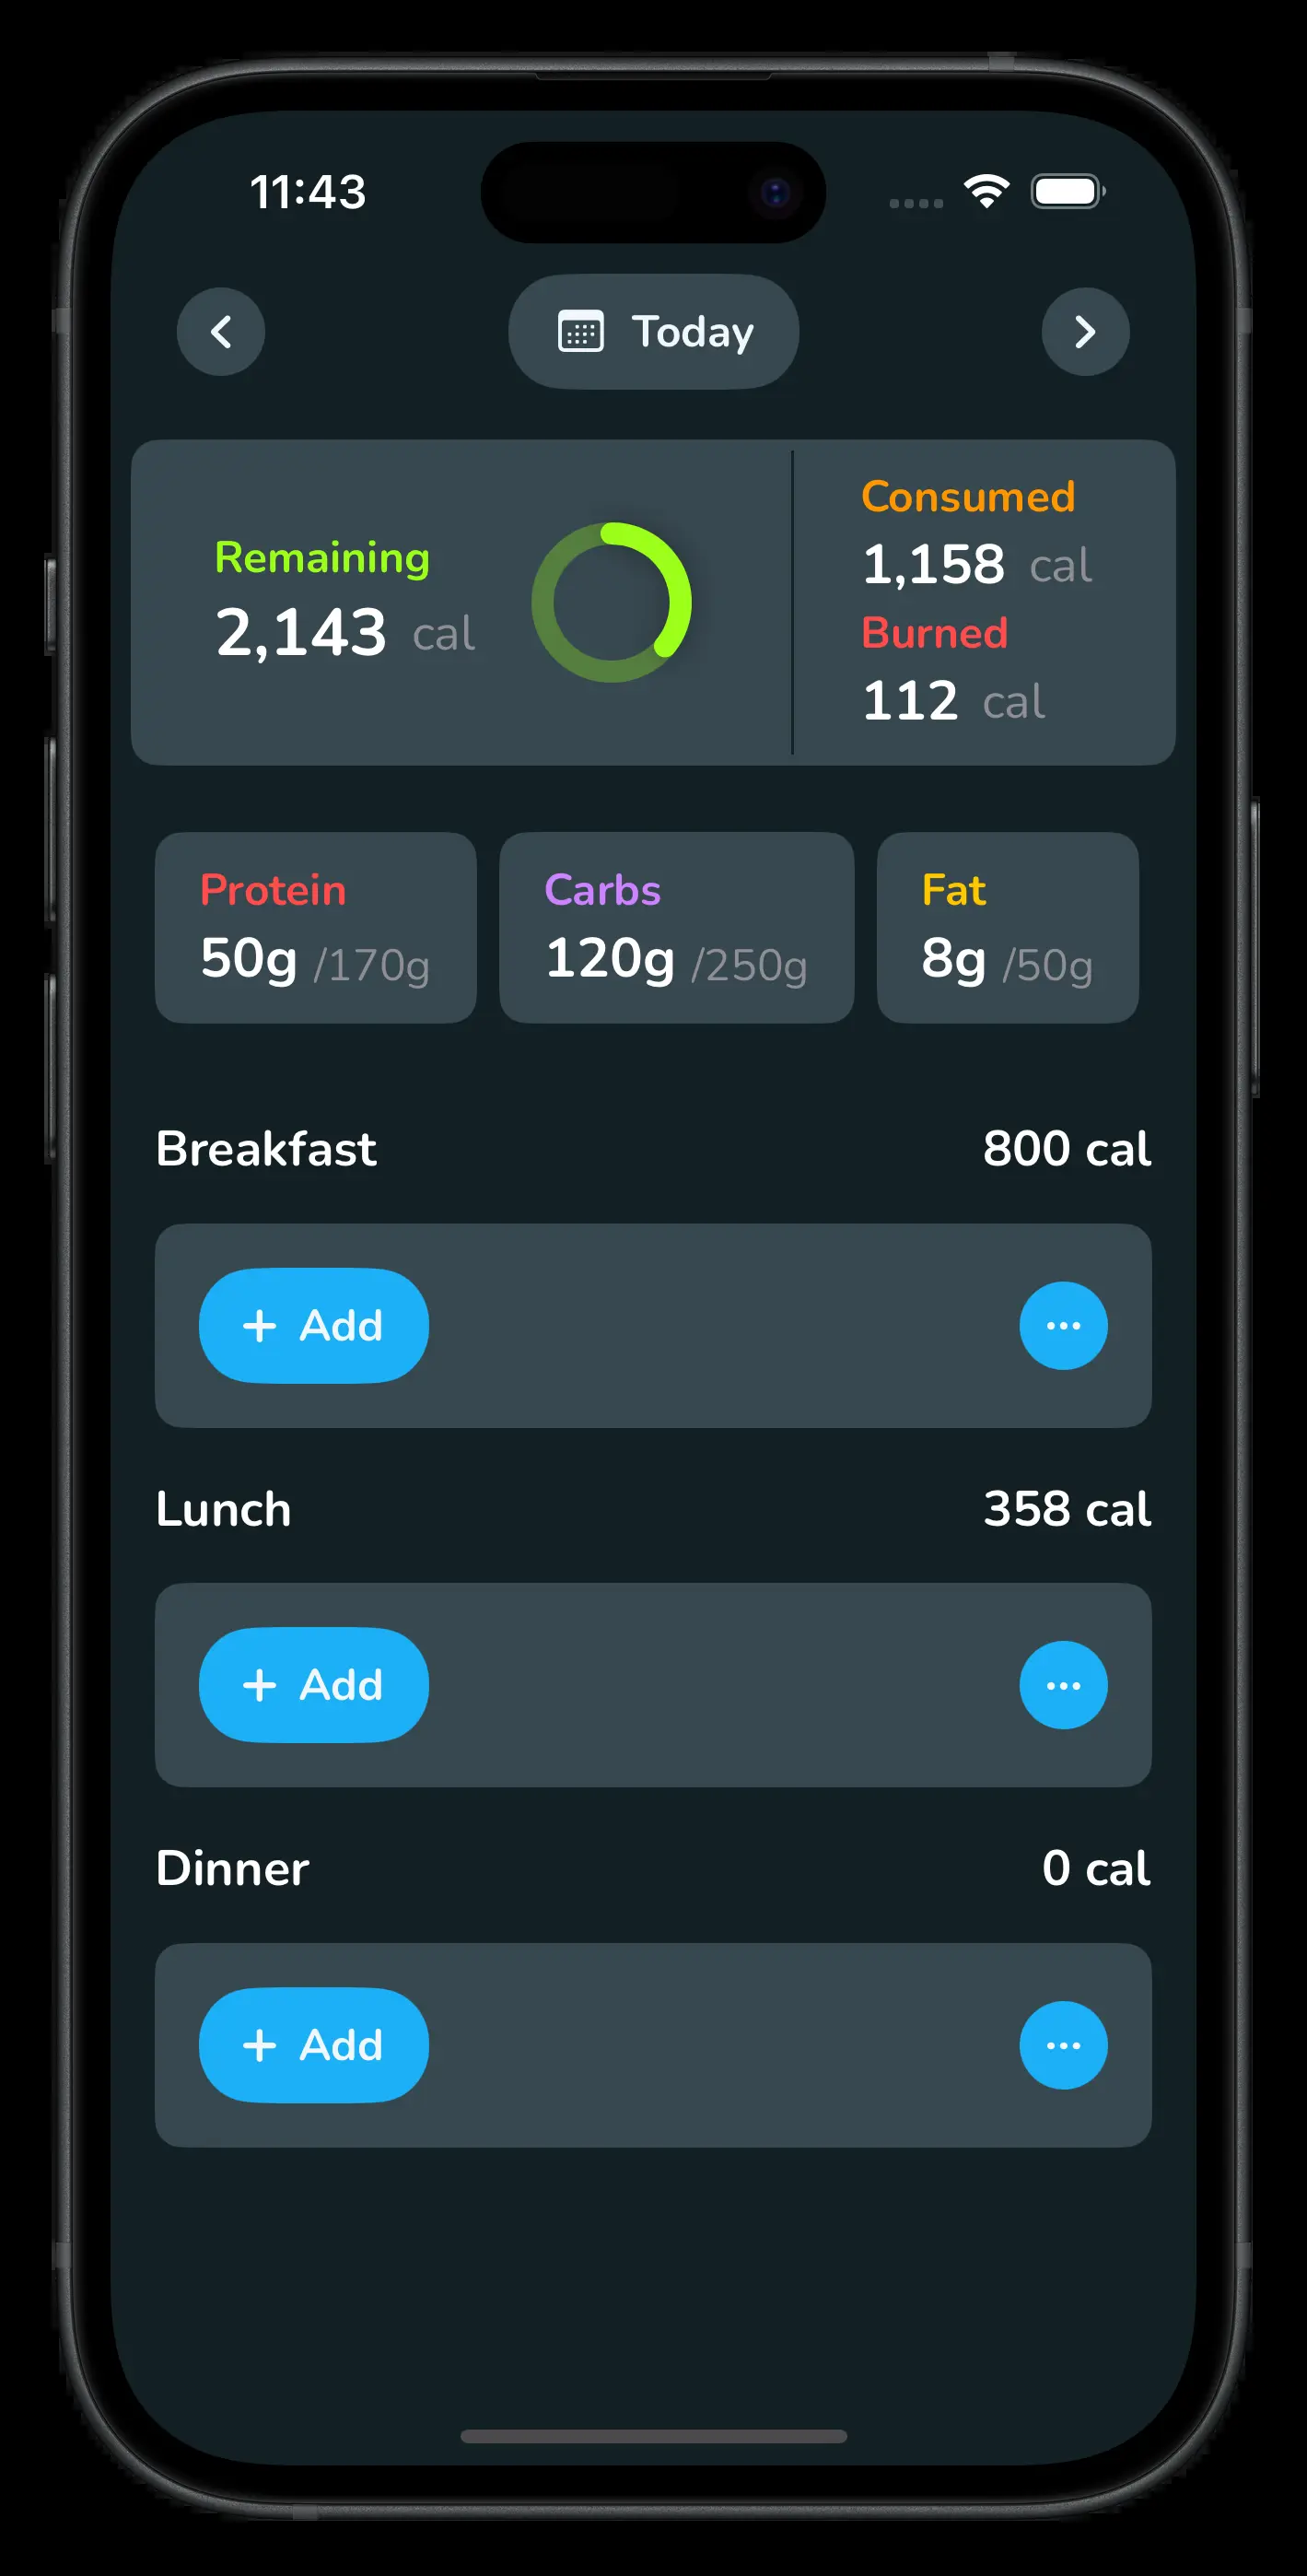 11:43
Today
Remaining
2,143 cal
Consumed
1,158 cal
Burned
112 cal
Protein
50g /170g
Carbs
120g /250g
Fat
8g /50g
Breakfast 800 cal
+ Add
Lunch 358 cal
+ Add
Dinner 0 cal
+ Add